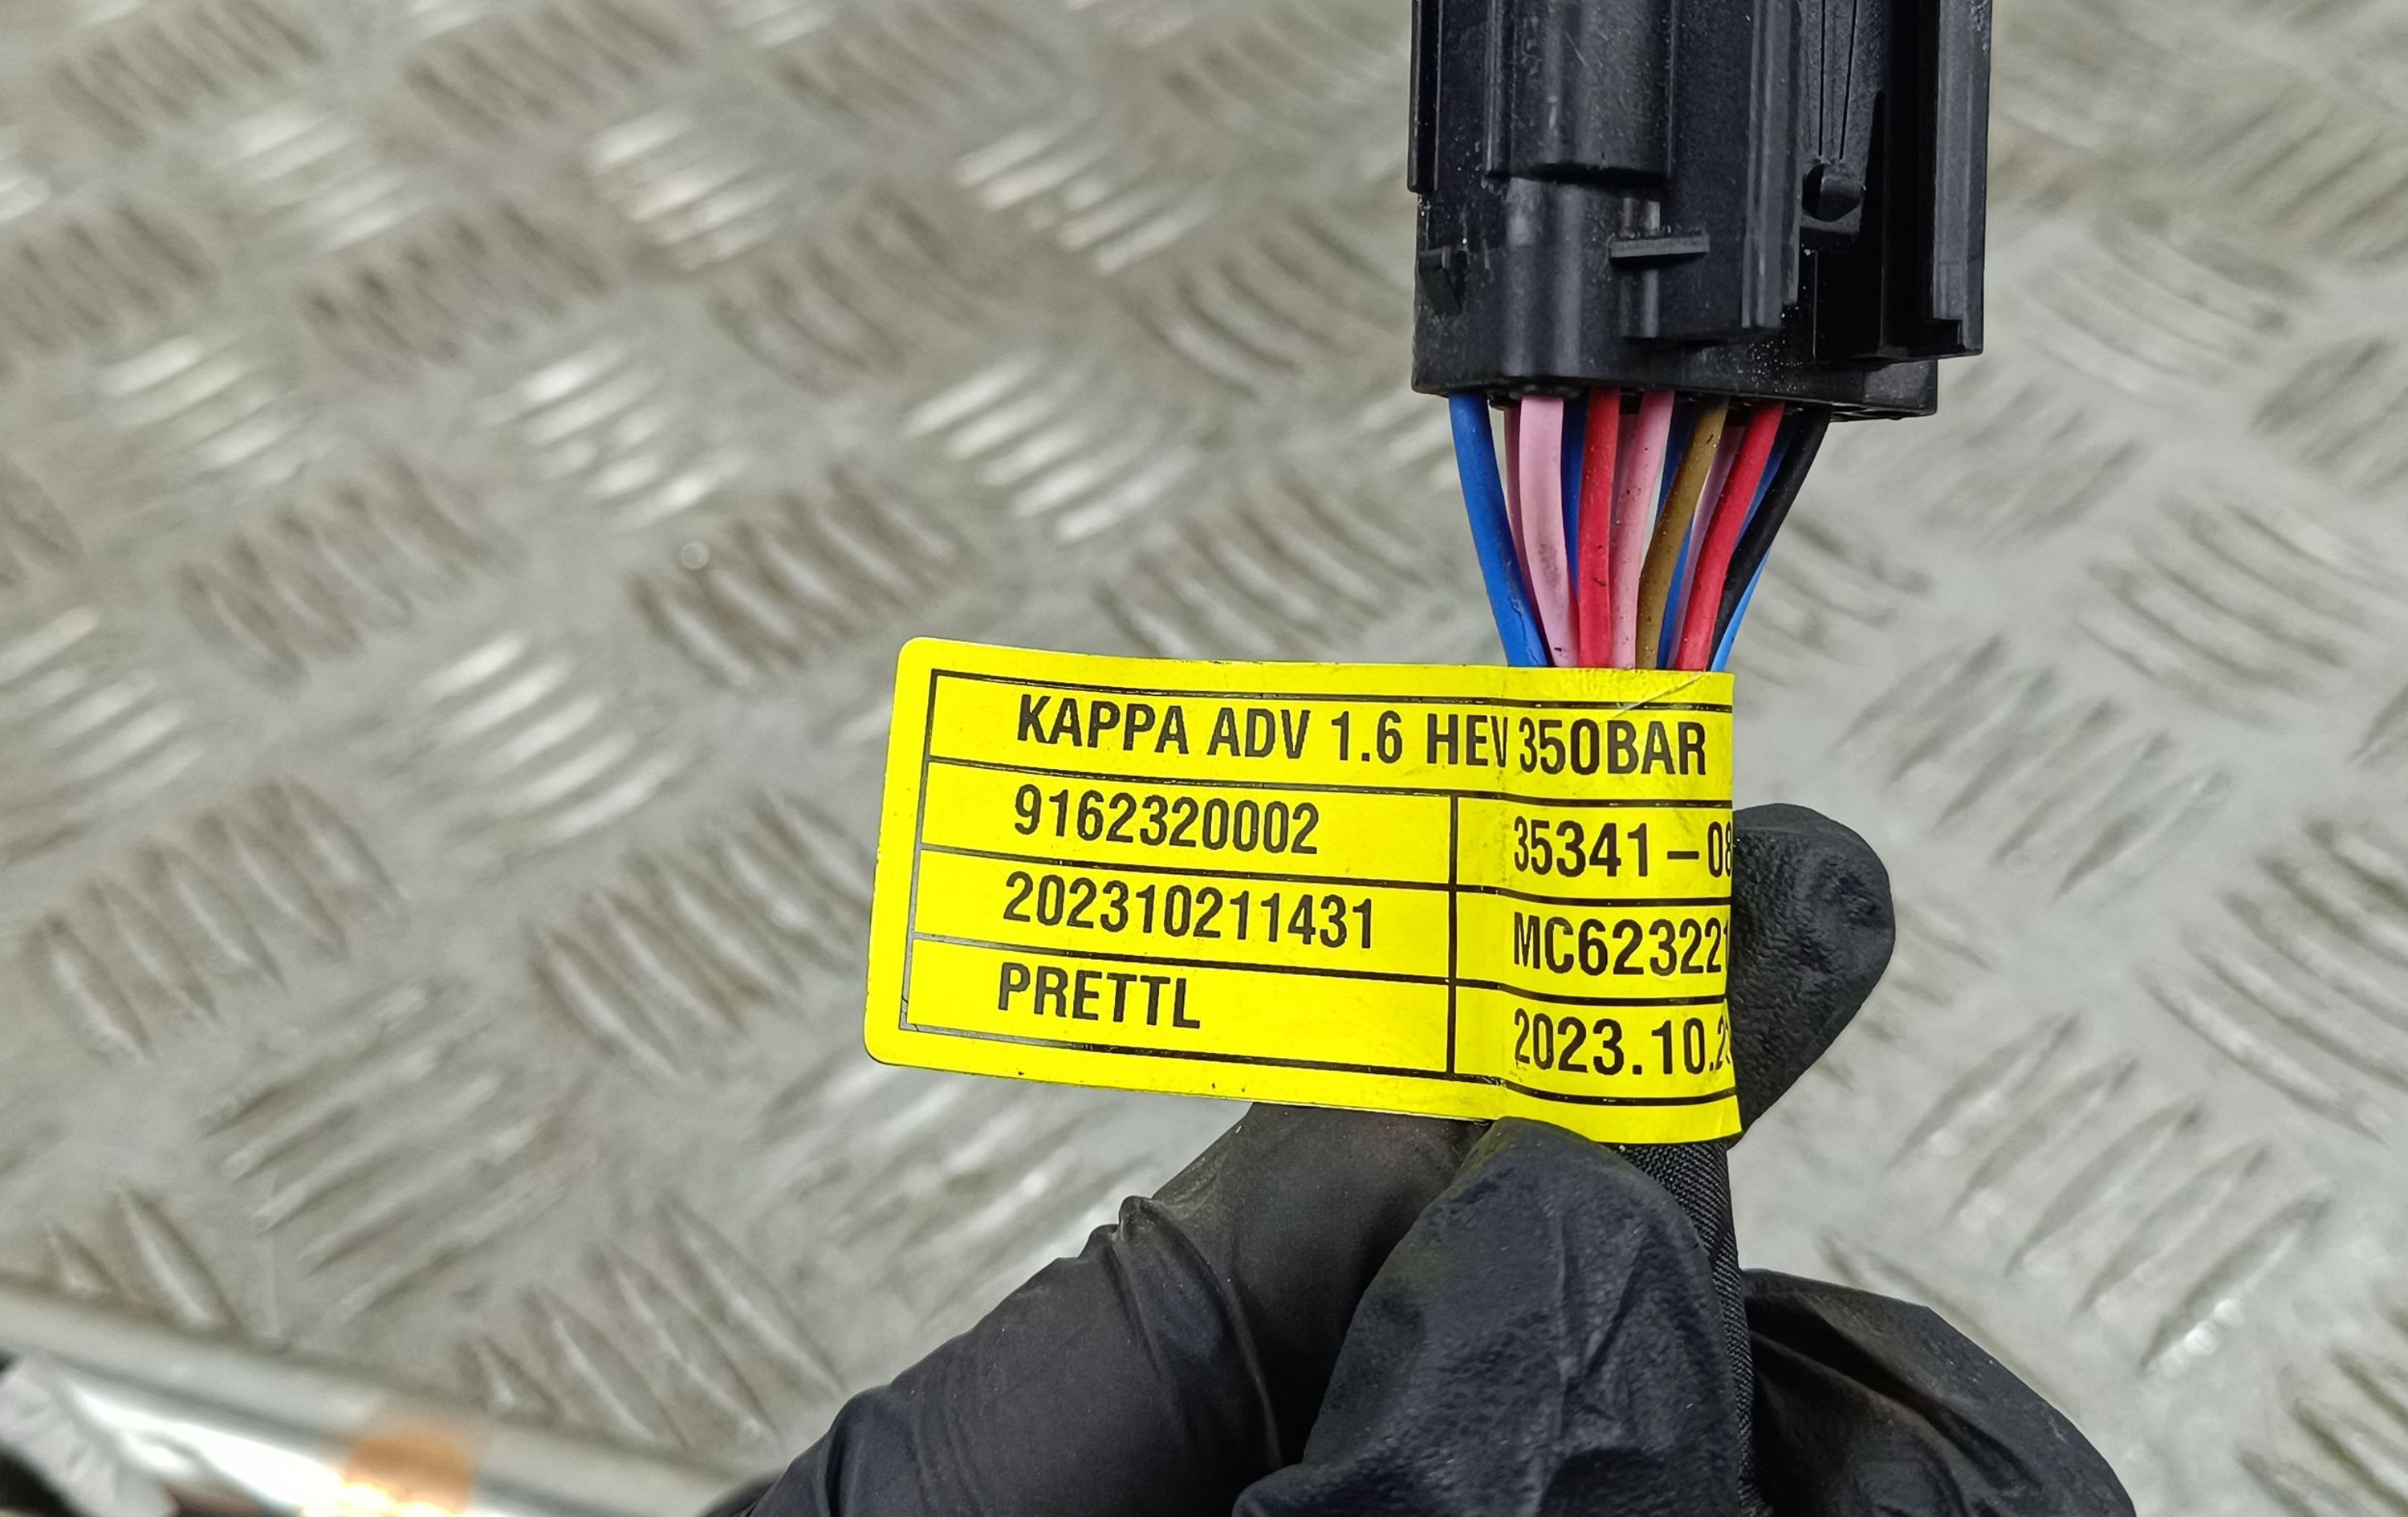 KAPPA ADV 1.6 HEV 350BAR
9162320002 35341-08
202310211431 MC623221
PRETTL 2023.10.2